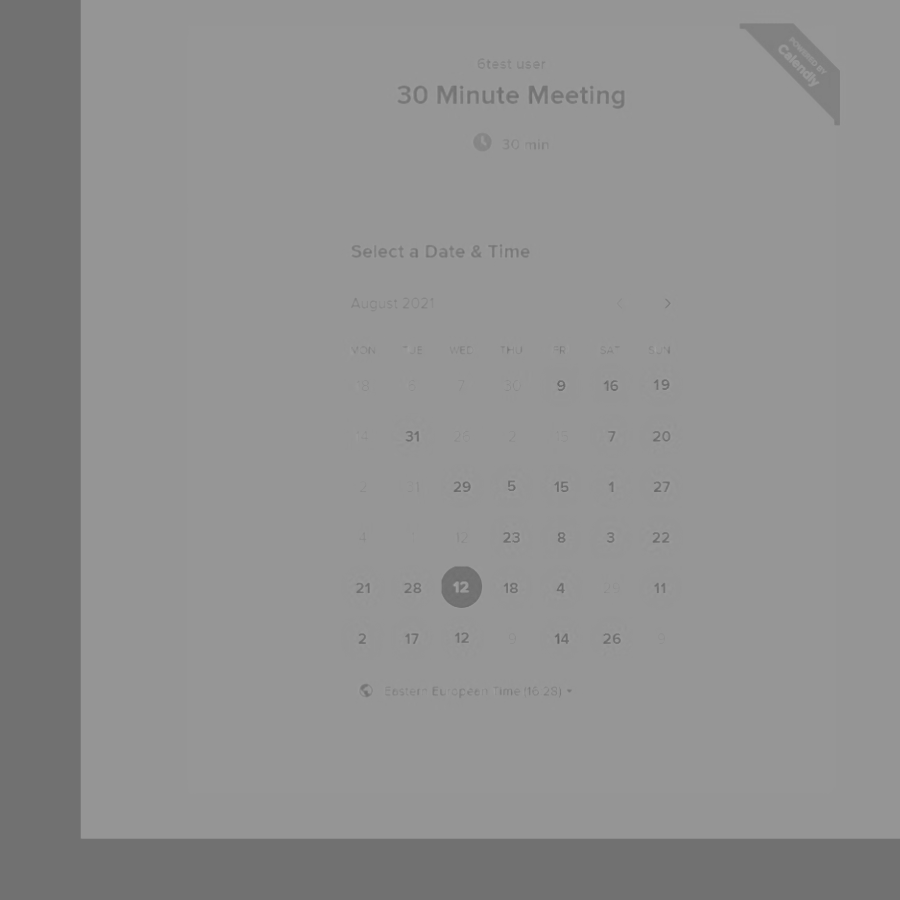 6test user
POWERED BY
Calendly
30 Minute Meeting
30 min
Select a Date & Time
August 2021
MON TUE WED THU FRI SAT SUN
18 8 7 30 9 16 19
14 31 26 2 15 7 20
2 31 29 5 15 1 27
4 12 23 8 3 22
21 28 12 18 4 29 11
2 17 12 9 14 26 9
Eastern European Time (16:28)